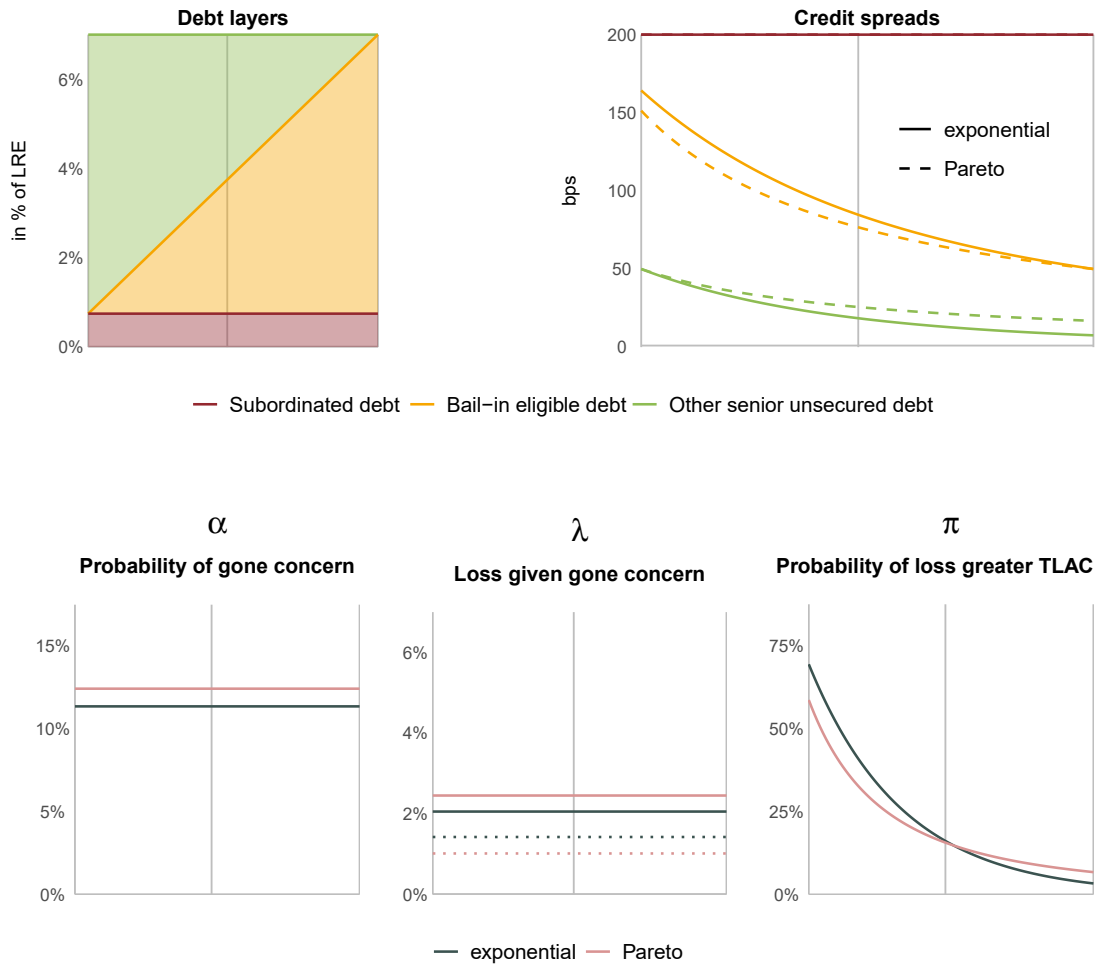 Debt layers
in % of LRE
6%
4%
2%
0%
Credit spreads
bps
200
150
100
50
0
exponential
Pareto
Subordinated debt
Bail−in eligible debt
Other senior unsecured debt
α
Probability of gone concern
15%
10%
5%
0%
λ
Loss given gone concern
6%
4%
2%
0%
π
Probability of loss greater TLAC
75%
50%
25%
0%
exponential
Pareto